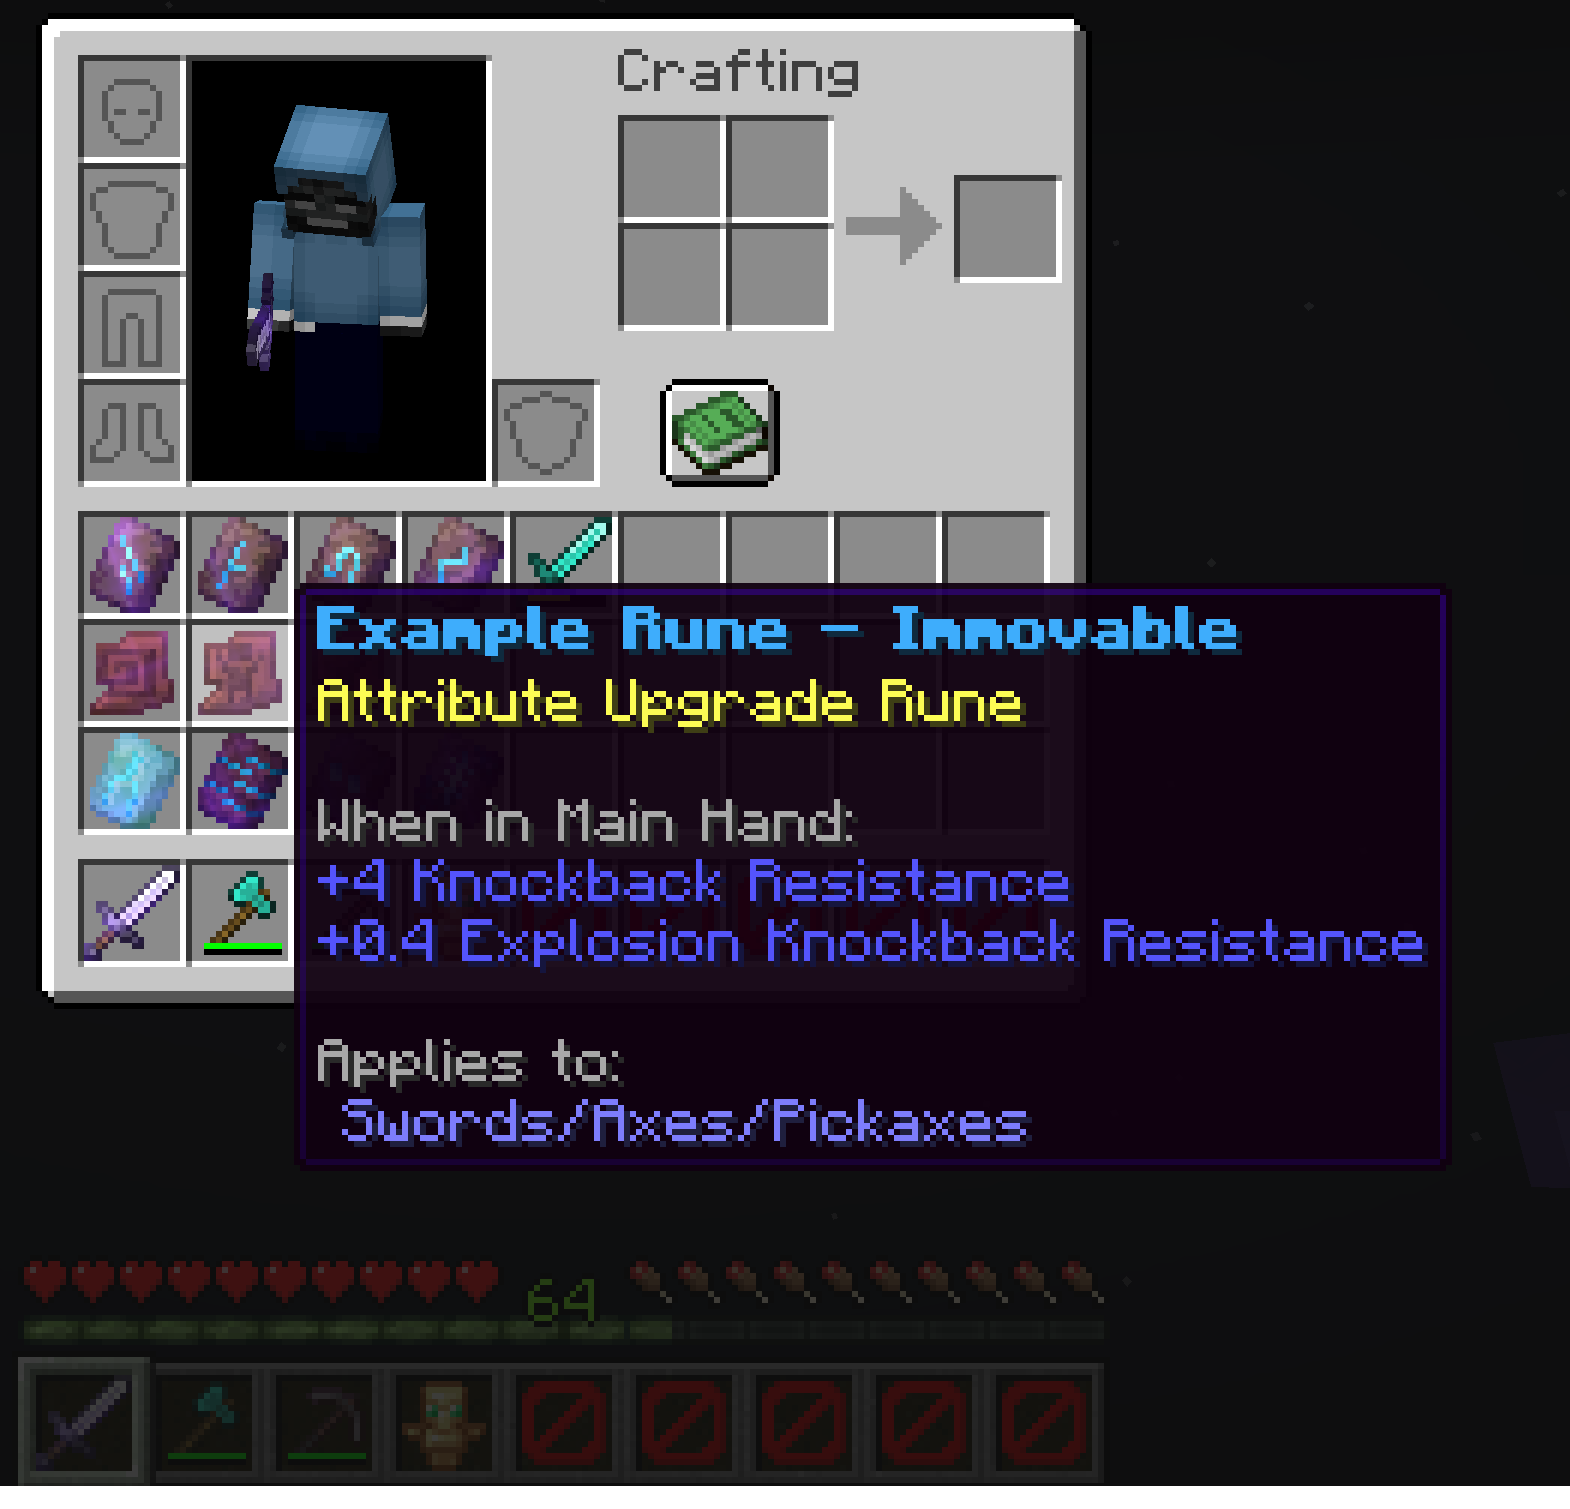 Crafting
Example Rune - Immovable
Attribute Upgrade Rune
When in Main Hand:
+4 Knockback Resistance
+0.4 Explosion Knockback Resistance
Applies to:
Swords/Axes/Pickaxes
64